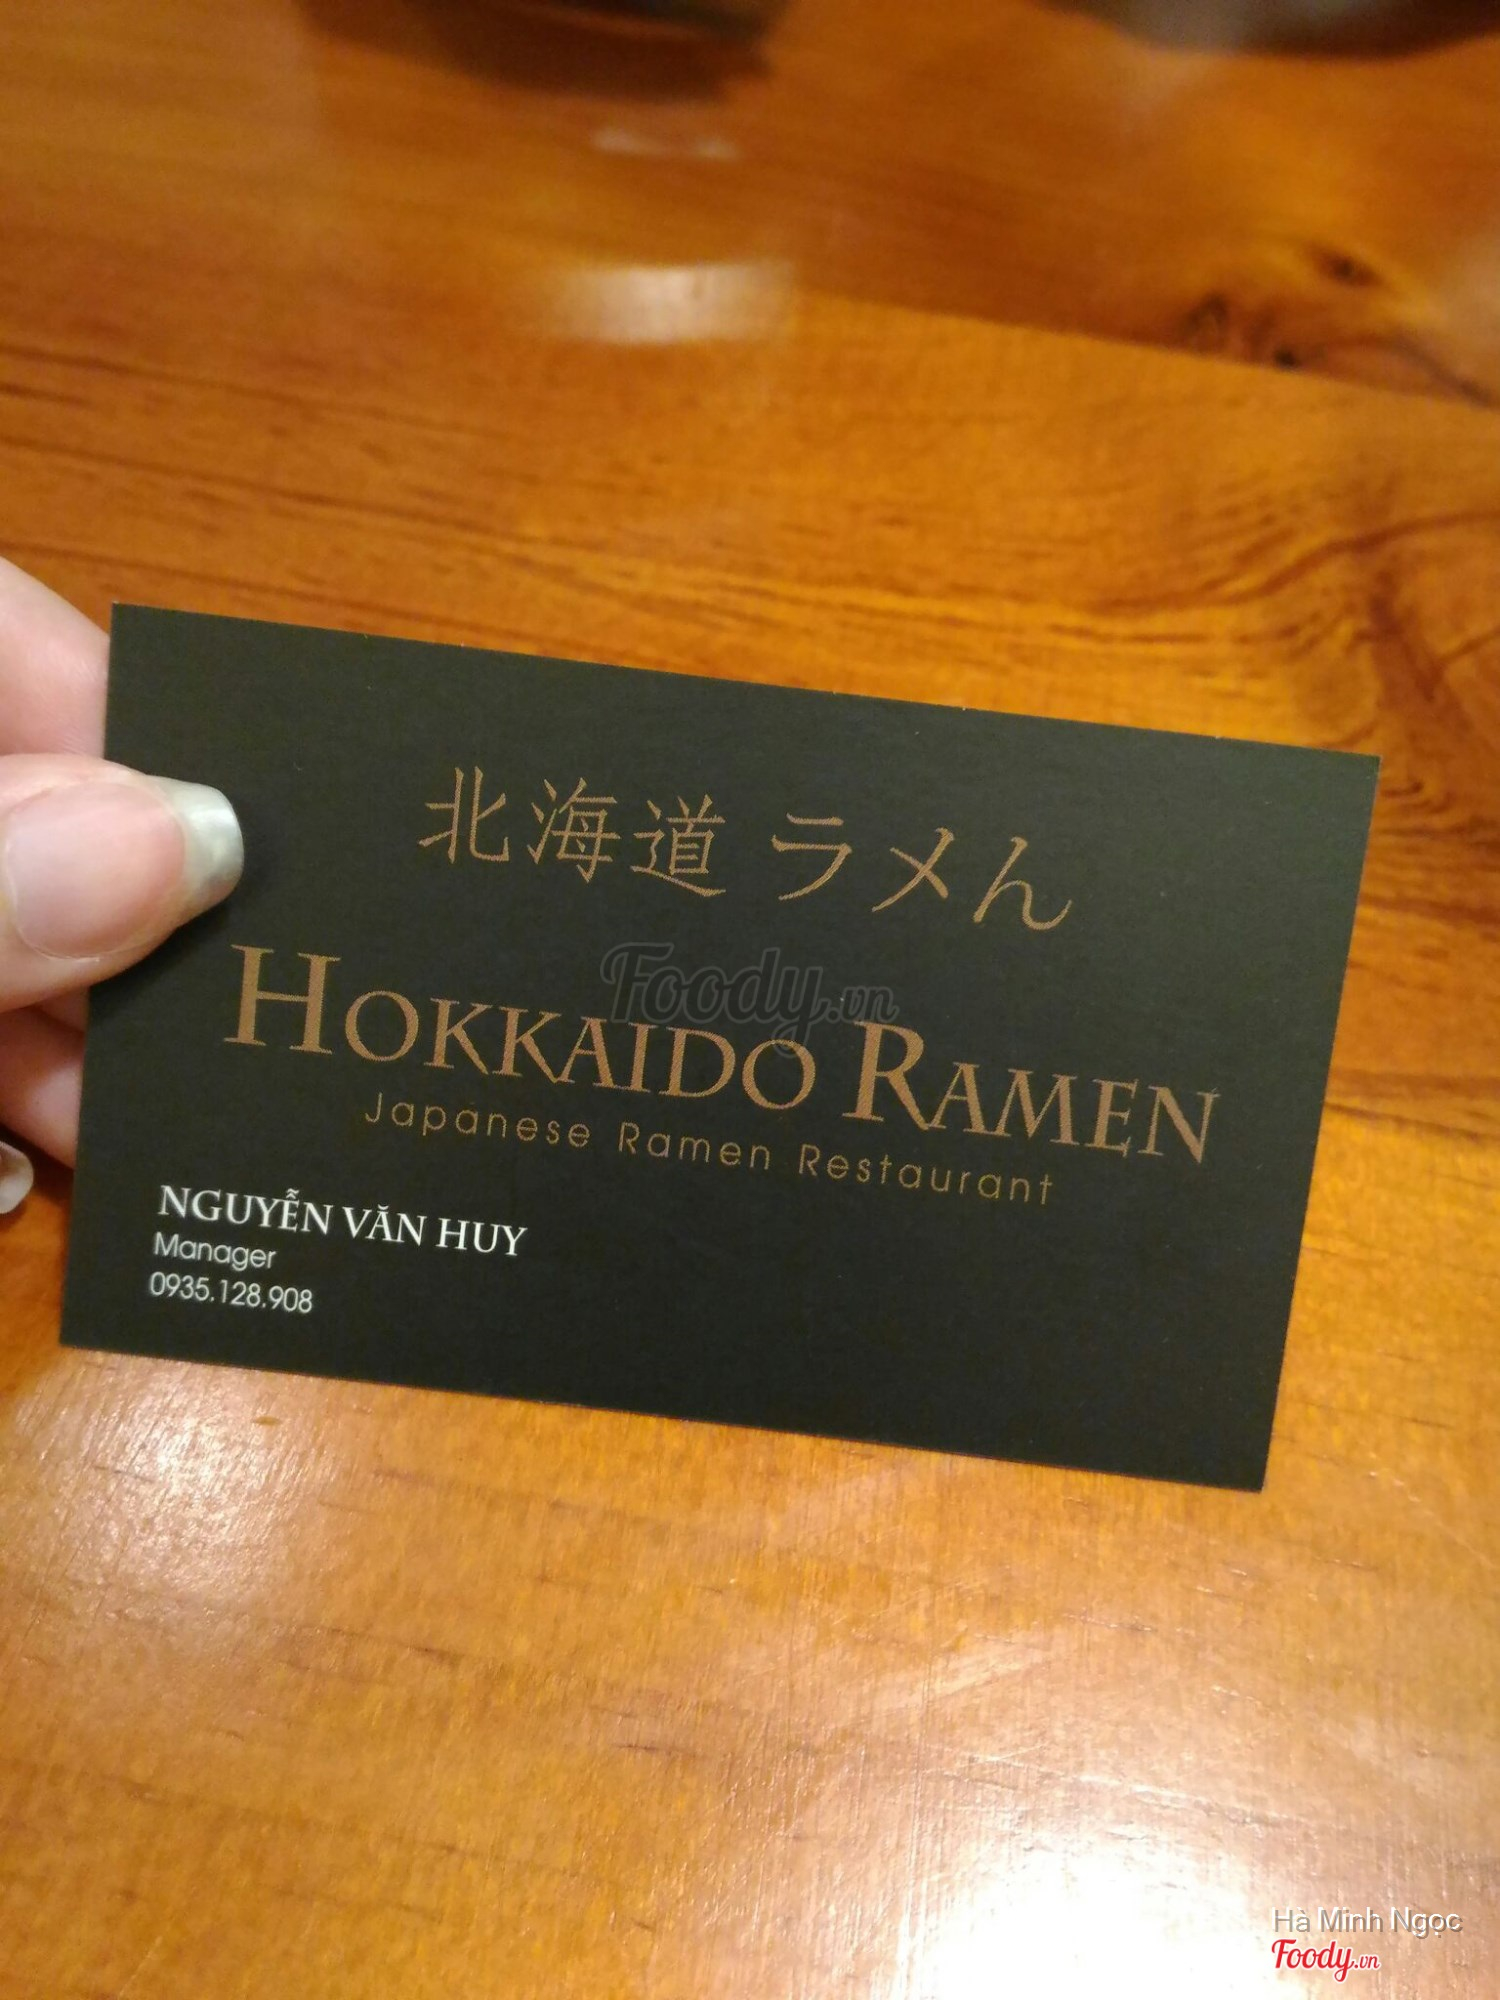 北海道 ラメん
HOKKAIDO RAMEN
Japanese Ramen Restaurant
NGUYỄN VĂN HUY
Manager
0935.128.908
Foody.vn
Hà Minh Ngọc
Foody.vn